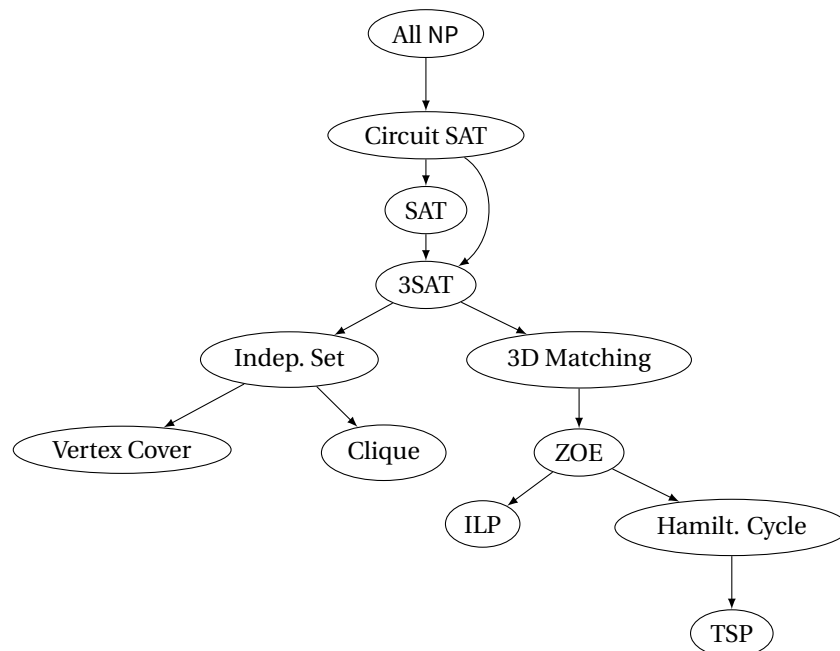 All NP
Circuit SAT
SAT
3SAT
Indep. Set
3D Matching
Vertex Cover
Clique
ZOE
ILP
Hamilt. Cycle
TSP